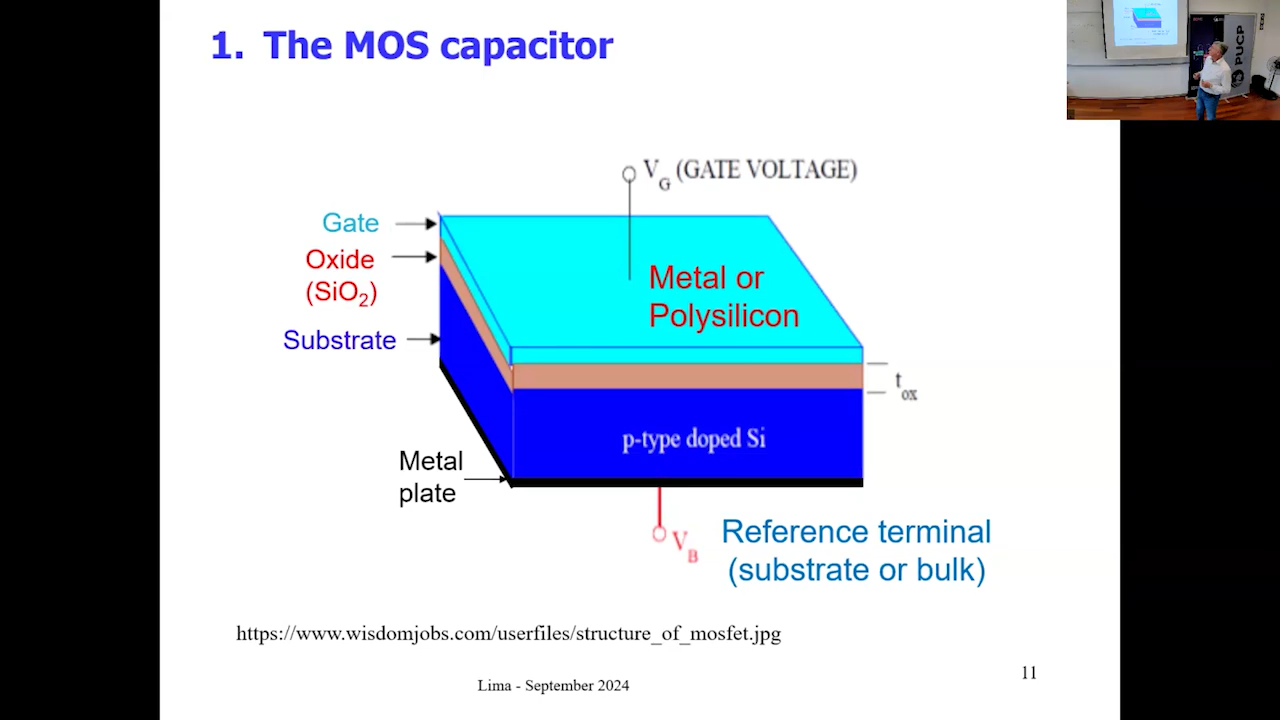 1. The MOS capacitor
PUCP
V_G (GATE VOLTAGE)
Gate
Oxide
(SiO₂)
Metal or
Polysilicon
Substrate
t_ox
p-type doped Si
Metal
plate
V_B
Reference terminal
(substrate or bulk)
https://www.wisdomjobs.com/userfiles/structure_of_mosfet.jpg
11
Lima - September 2024